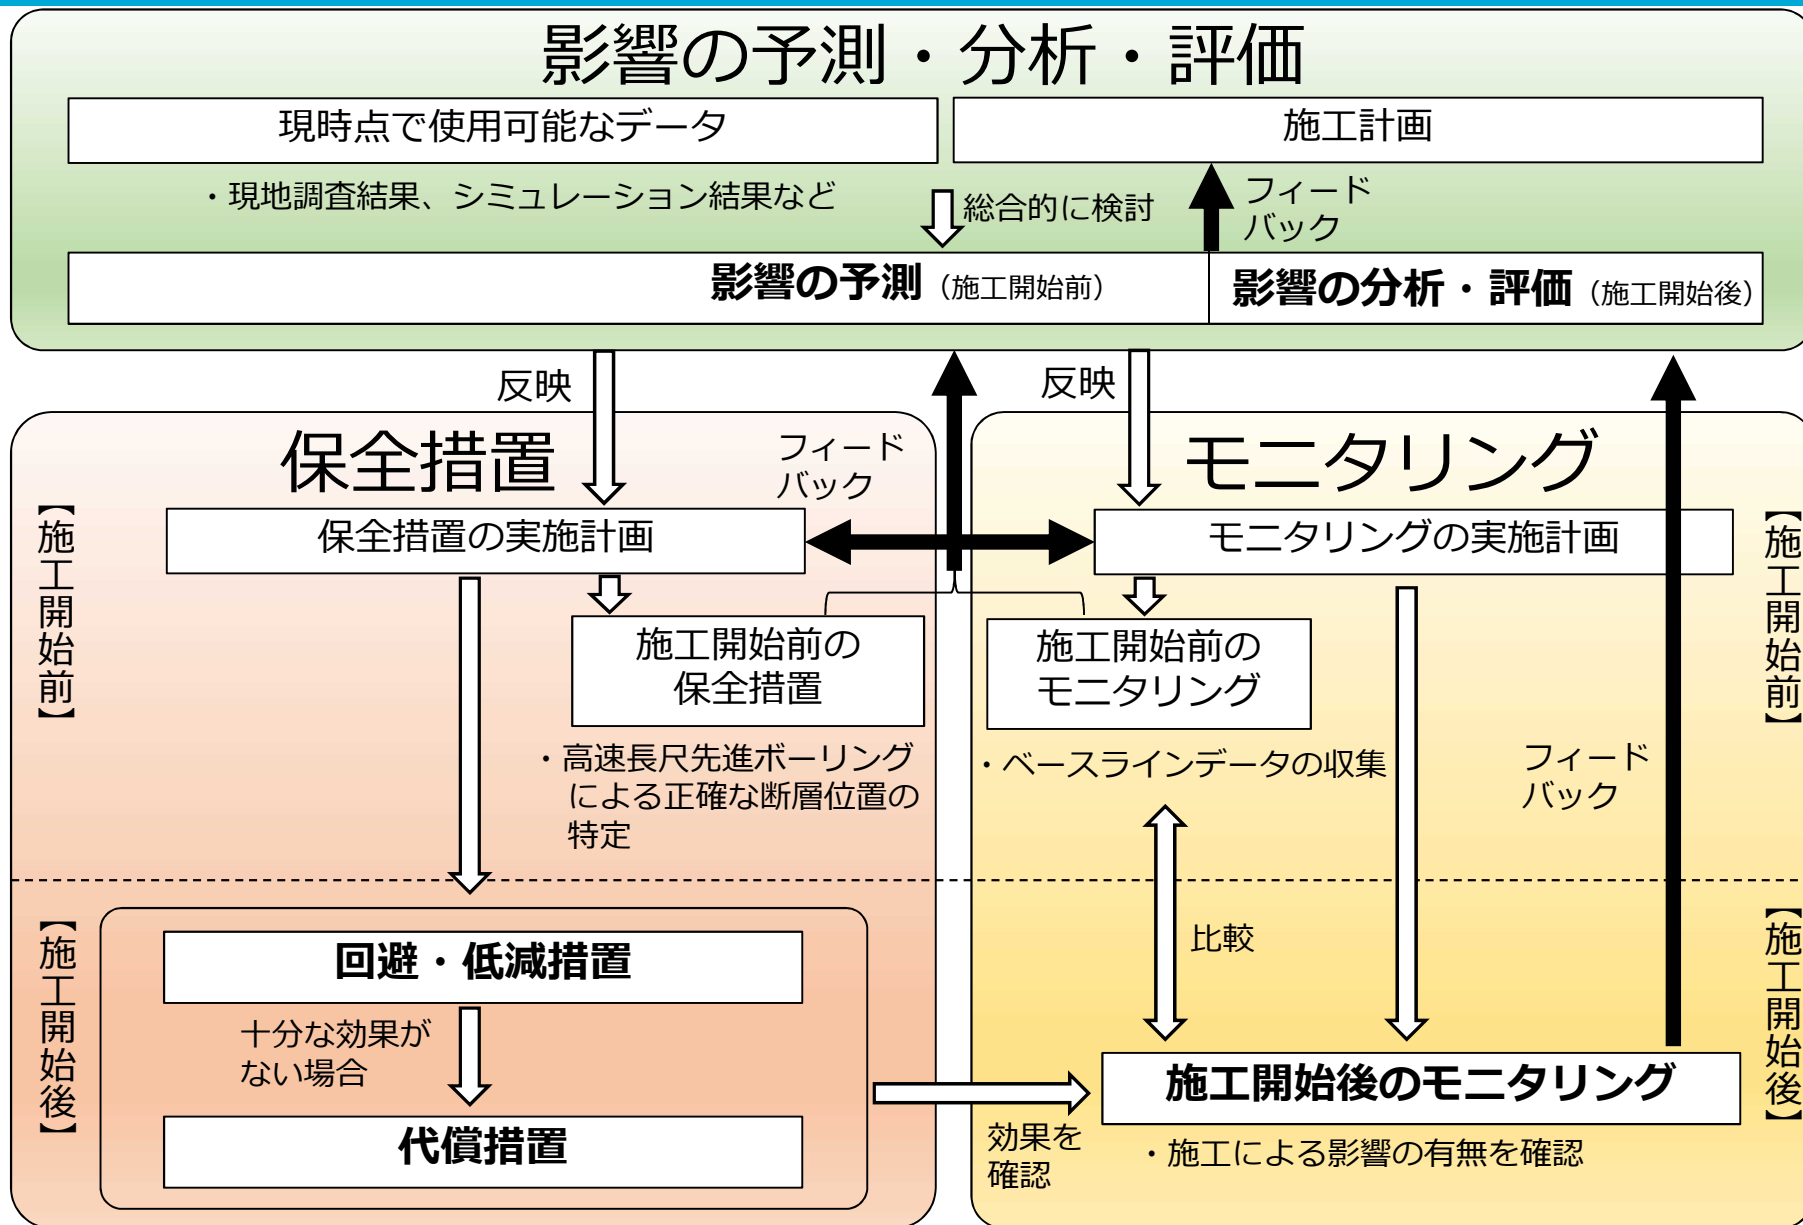 影響の予測・分析・評価
現時点で使用可能なデータ
施工計画
・現地調査結果、シミュレーション結果など
総合的に検討
フィード
バック
影響の予測（施工開始前）
影響の分析・評価（施工開始後）
反映
反映
保全措置
フィード
バック
モニタリング
【施工開始前】
保全措置の実施計画
モニタリングの実施計画
【施工開始前】
施工開始前の
保全措置
施工開始前の
モニタリング
・高速長尺先進ボーリング
による正確な断層位置の
特定
・ベースラインデータの収集
フィード
バック
【施工開始後】
回避・低減措置
比較
【施工開始後】
十分な効果が
ない場合
代償措置
効果を
確認
施工開始後のモニタリング
・施工による影響の有無を確認